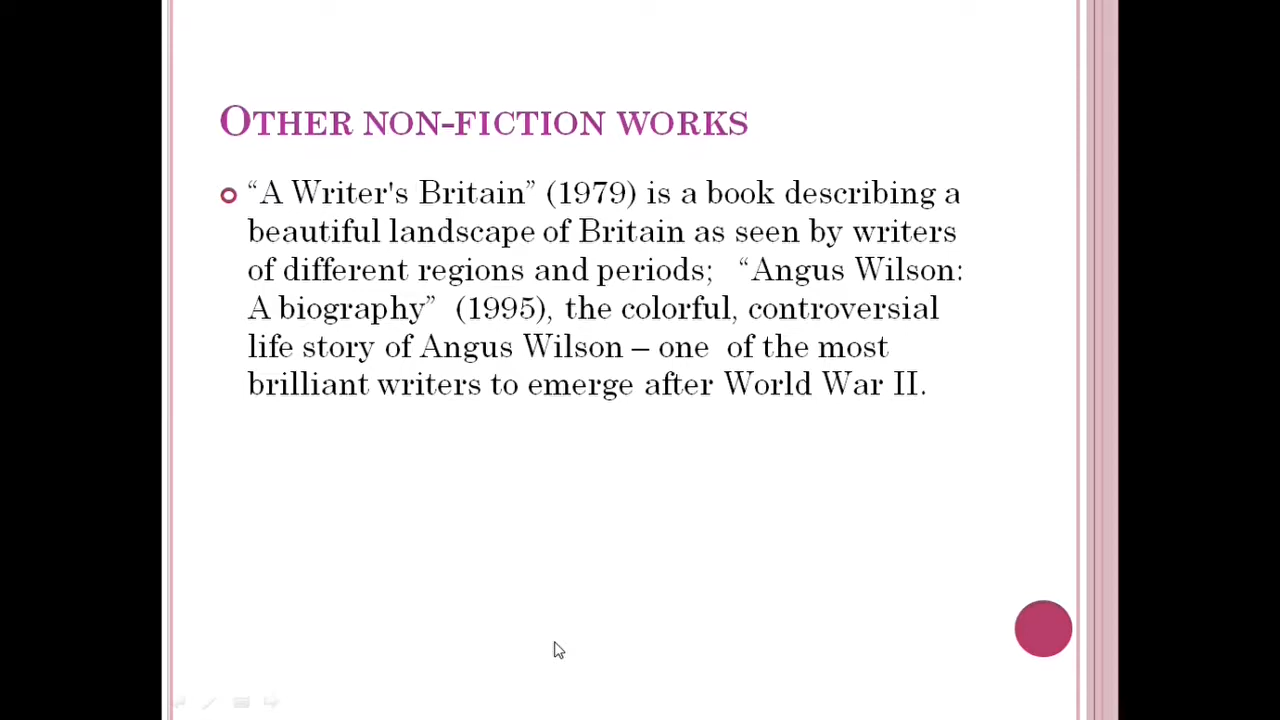 OTHER NON-FICTION WORKS
“A Writer's Britain” (1979) is a book describing a
beautiful landscape of Britain as seen by writers
of different regions and periods; “Angus Wilson:
A biography” (1995), the colorful, controversial
life story of Angus Wilson – one of the most
brilliant writers to emerge after World War II.